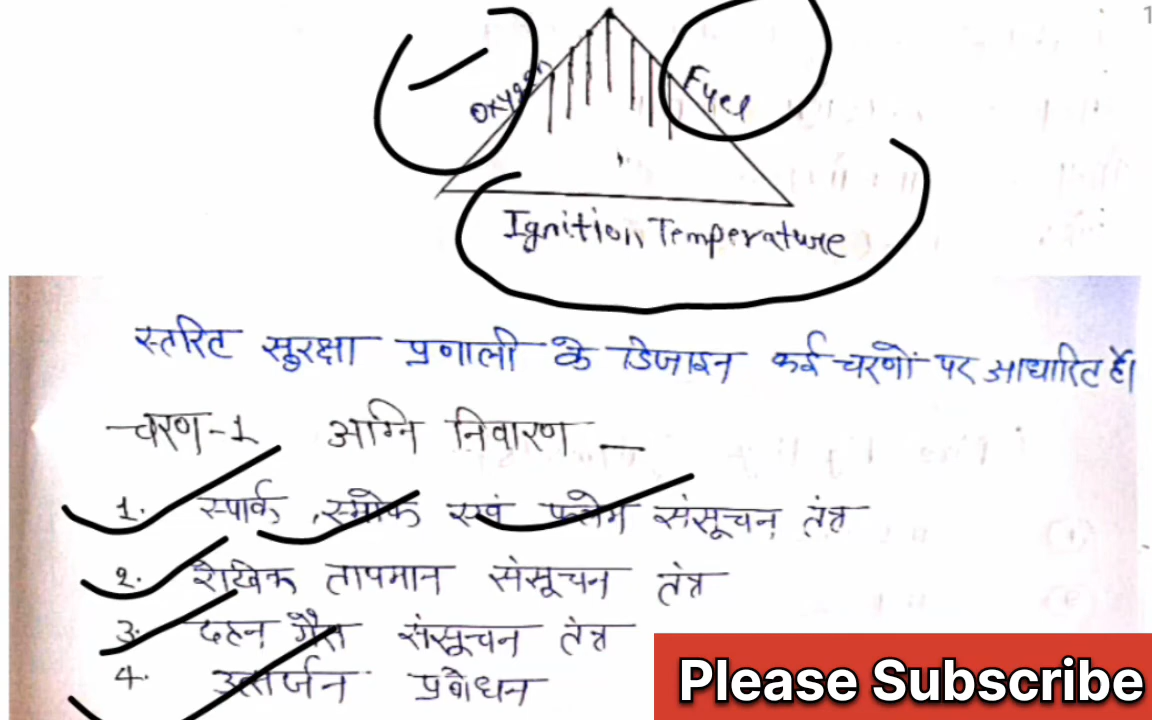 1
Oxygen
Fuel
Ignition Temperature
स्तरित सुरक्षा प्रणाली के डिजाइन कई चरणों पर आधारित है।
चरण-1 अग्नि निवारण -
1. स्पार्क, स्मोक एवं फ्लेम संसूचन तंत्र
2. रैखिक तापमान संसूचन तंत्र
3. दहन गैस संसूचन तंत्र
4. उत्सर्जन प्रबोधन
Please Subscribe